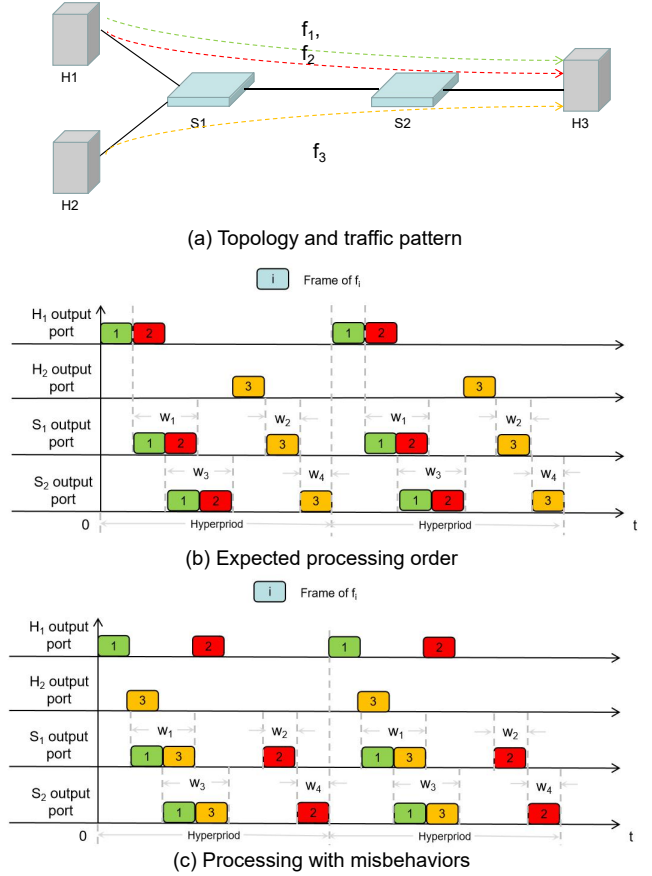 f1,
f2
H1
S1
S2
H3
f3
H2
(a) Topology and traffic pattern
i Frame of fi
H1 output
port
1 2 1 2
H2 output
port
3 3
w1 w2 w1 w2
S1 output
port
1 2 3 1 2 3
w3 w4 w3 w4
S2 output
port
1 2 3 1 2 3
0 Hyperpriod Hyperpriod t
(b) Expected processing order
i Frame of fi
H1 output
port
1 2 1 2
H2 output
port
3 3
w1 w2 w1 w2
S1 output
port
1 3 2 1 3 2
w3 w4 w3 w4
S2 output
port
1 3 2 1 3 2
0 Hyperpriod Hyperpriod t
(c) Processing with misbehaviors